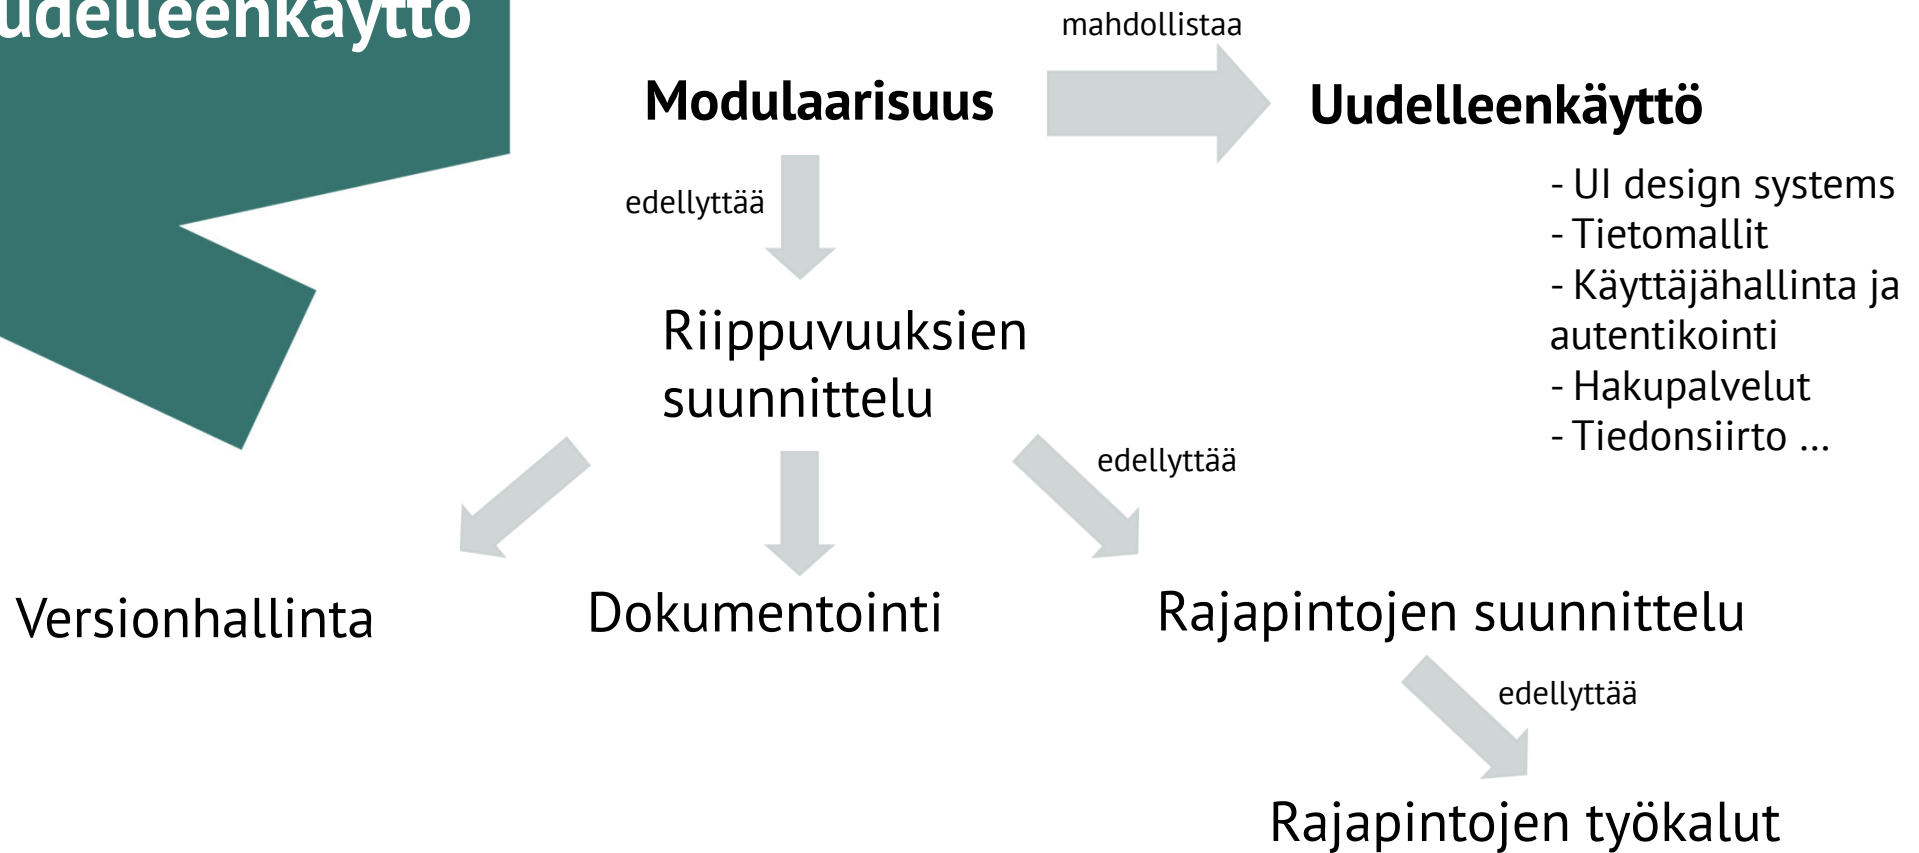 udelleenkäyttö
mahdollistaa
Modulaarisuus
Uudelleenkäyttö
edellyttää
- UI design systems
- Tietomallit
- Käyttäjähallinta ja
autentikointi
- Hakupalvelut
- Tiedonsiirto ...
Riippuvuuksien
suunnittelu
edellyttää
Versionhallinta
Dokumentointi
Rajapintojen suunnittelu
edellyttää
Rajapintojen työkalut